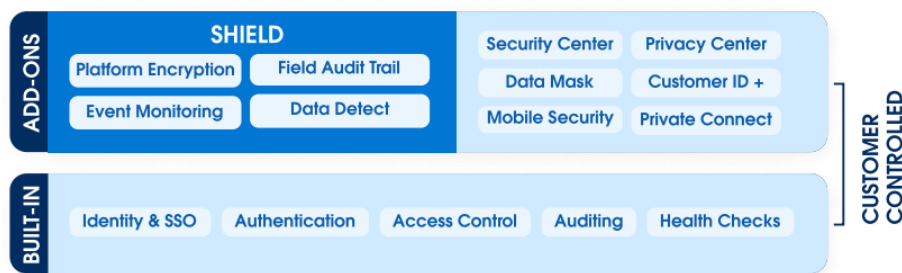 ADD-ONS
SHIELD
Platform Encryption
Field Audit Trail
Event Monitoring
Data Detect
Security Center
Privacy Center
Data Mask
Customer ID +
Mobile Security
Private Connect
BUILT-IN
Identity & SSO
Authentication
Access Control
Auditing
Health Checks
CUSTOMER
CONTROLLED